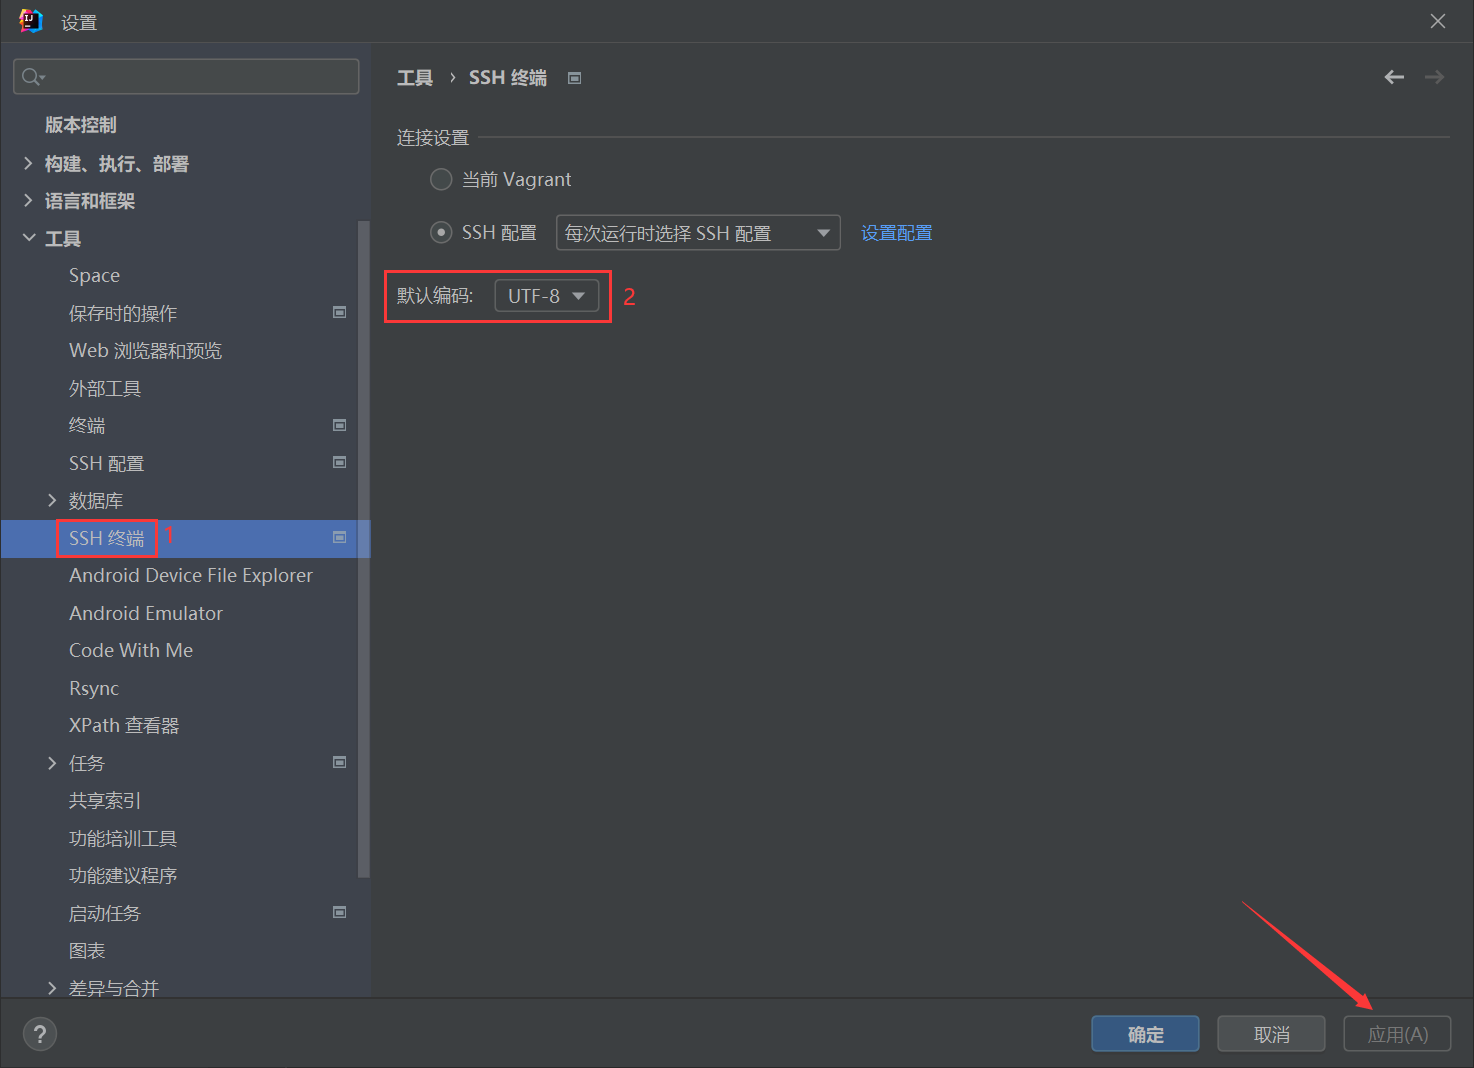 设置
版本控制
构建、执行、部署
语言和框架
工具
Space
保存时的操作
Web 浏览器和预览
外部工具
终端
SSH 配置
数据库
SSH 终端 1
Android Device File Explorer
Android Emulator
Code With Me
Rsync
XPath 查看器
任务
共享索引
功能培训工具
功能建议程序
启动任务
图表
差异与合并
工具 › SSH 终端
连接设置
当前 Vagrant
SSH 配置 每次运行时选择 SSH 配置 设置配置
默认编码: UTF-8 2
? 确定 取消 应用(A)